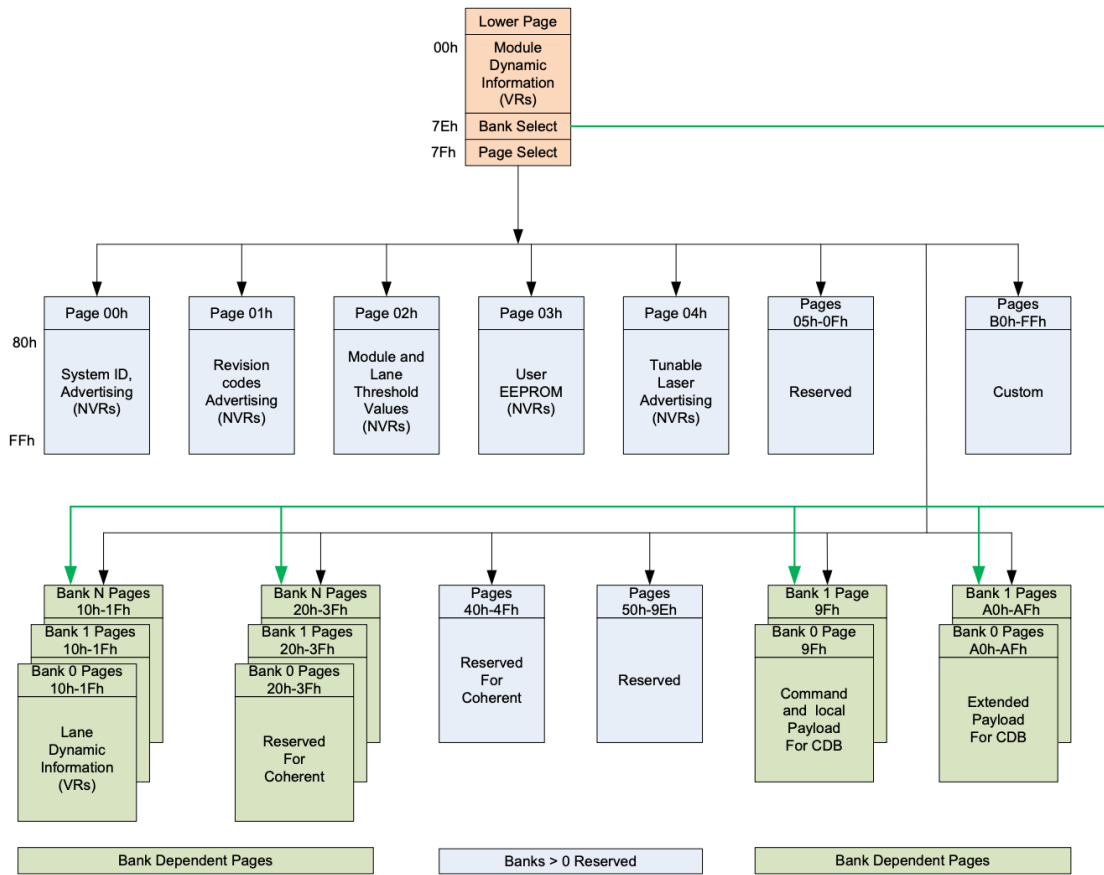 Lower Page
00h
Module
Dynamic
Information
(VRs)
7Eh
Bank Select
7Fh
Page Select
Page 00h
80h
System ID,
Advertising
(NVRs)
FFh
Page 01h
Revision
codes
Advertising
(NVRs)
Page 02h
Module and
Lane
Threshold
Values
(NVRs)
Page 03h
User
EEPROM
(NVRs)
Page 04h
Tunable
Laser
Advertising
(NVRs)
Pages
05h-0Fh
Reserved
Pages
B0h-FFh
Custom
Bank N Pages
10h-1Fh
Bank 1 Pages
10h-1Fh
Bank 0 Pages
10h-1Fh
Lane
Dynamic
Information
(VRs)
Bank N Pages
20h-3Fh
Bank 1 Pages
20h-3Fh
Bank 0 Pages
20h-3Fh
Reserved
For
Coherent
Pages
40h-4Fh
Reserved
For
Coherent
Pages
50h-9Eh
Reserved
Bank 1 Page
9Fh
Bank 0 Page
9Fh
Command
and local
Payload
For CDB
Bank 1 Pages
A0h-AFh
Bank 0 Pages
A0h-AFh
Extended
Payload
For CDB
Bank Dependent Pages
Banks > 0 Reserved
Bank Dependent Pages